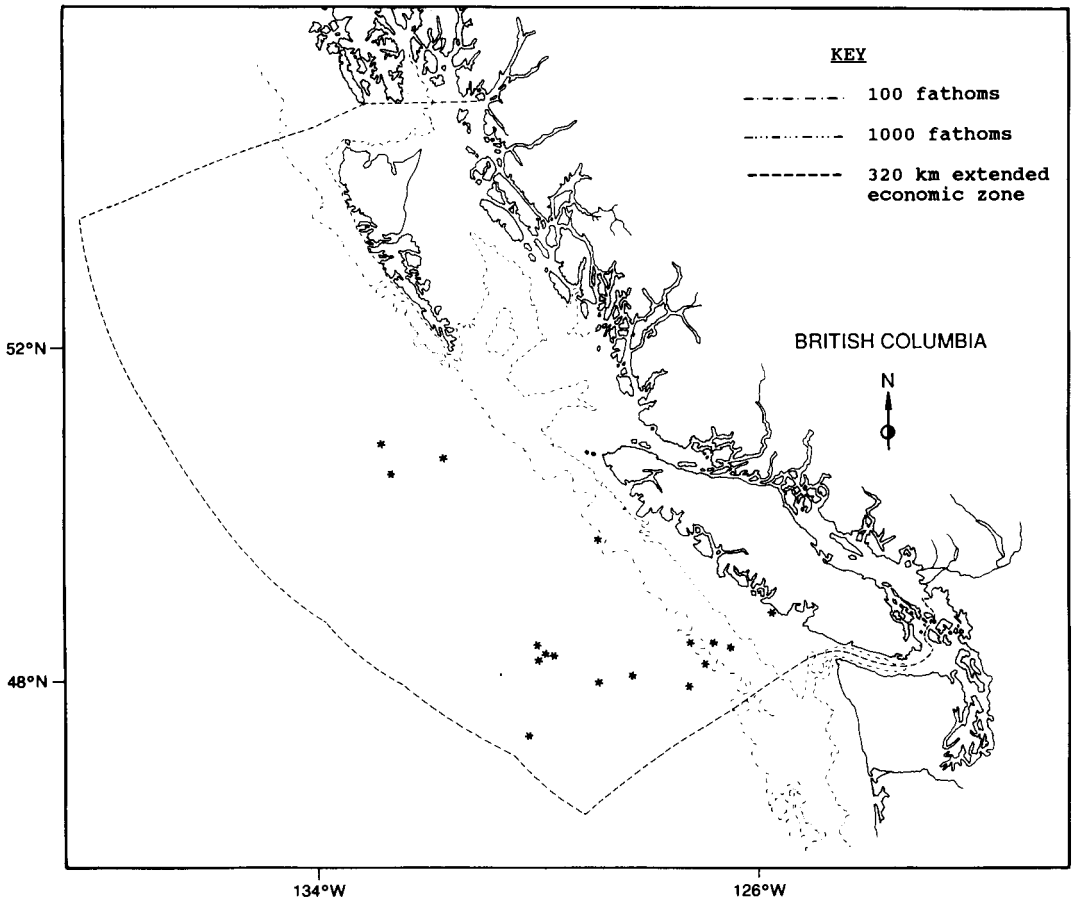 KEY
100 fathoms
1000 fathoms
320 km extended
economic zone
52°N
BRITISH COLUMBIA
N
48°N
134°W
126°W